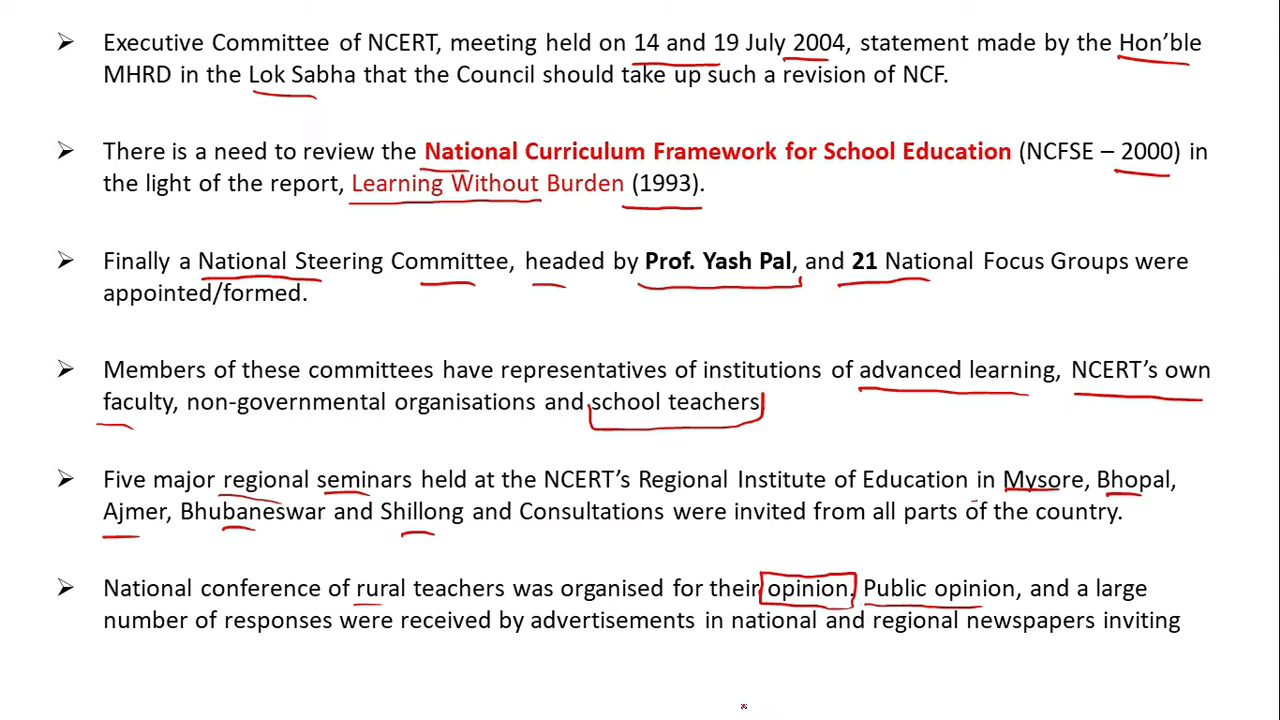 ➢ Executive Committee of NCERT, meeting held on 14 and 19 July 2004, statement made by the Hon’ble
MHRD in the Lok Sabha that the Council should take up such a revision of NCF.
➢ There is a need to review the National Curriculum Framework for School Education (NCFSE – 2000) in
the light of the report, Learning Without Burden (1993).
➢ Finally a National Steering Committee, headed by Prof. Yash Pal, and 21 National Focus Groups were
appointed/formed.
➢ Members of these committees have representatives of institutions of advanced learning, NCERT’s own
faculty, non-governmental organisations and school teachers
➢ Five major regional seminars held at the NCERT’s Regional Institute of Education in Mysore, Bhopal,
Ajmer, Bhubaneswar and Shillong and Consultations were invited from all parts of the country.
➢ National conference of rural teachers was organised for their opinion. Public opinion, and a large
number of responses were received by advertisements in national and regional newspapers inviting